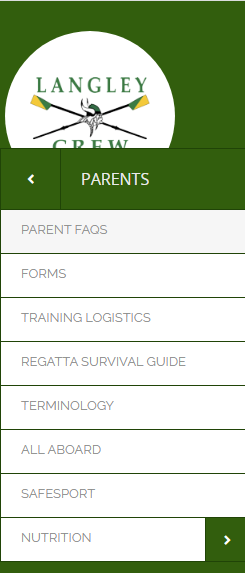 LANGLEY
CREW
PARENTS
PARENT FAQS
FORMS
TRAINING LOGISTICS
REGATTA SURVIVAL GUIDE
TERMINOLOGY
ALL ABOARD
SAFESPORT
NUTRITION